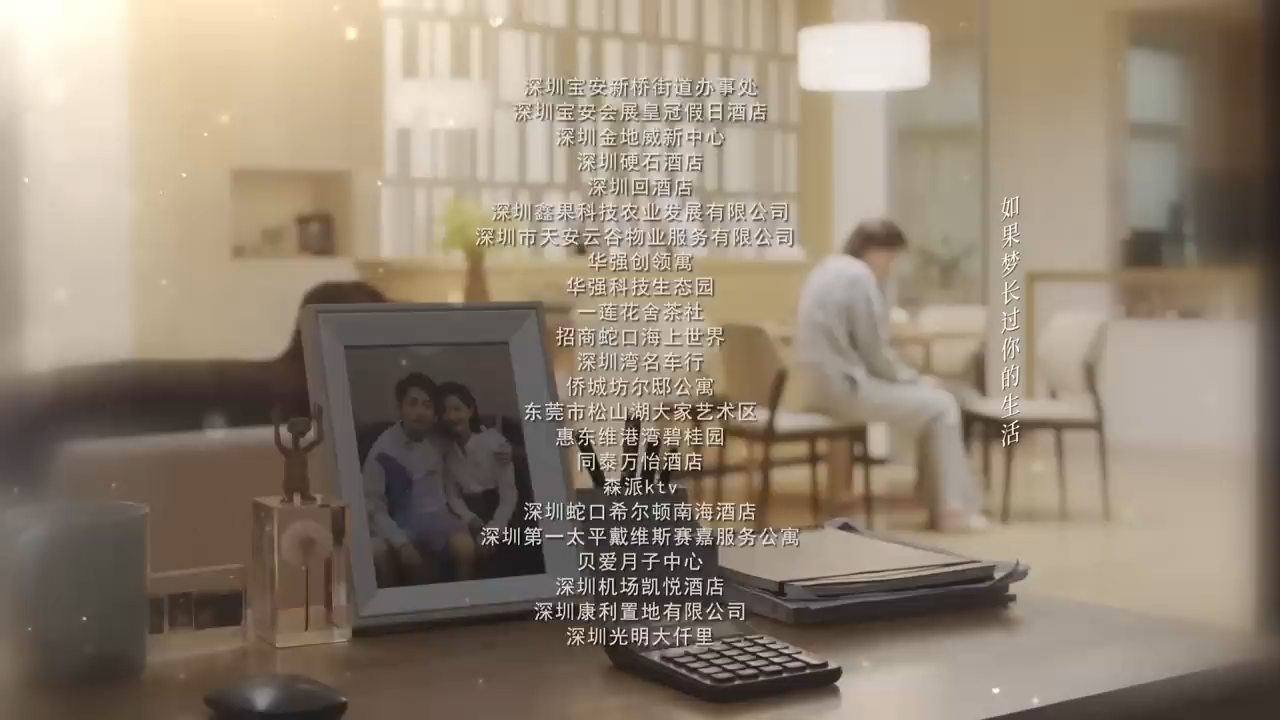 深圳宝安新桥街道办事处
深圳宝安会展皇冠假日酒店
深圳金地威新中心
深圳硬石酒店
深圳回酒店
深圳鑫果科技农业发展有限公司
深圳市天安云谷物业服务有限公司
华强创领寓
华强科技生态园
一莲花舍茶社
招商蛇口海上世界
深圳湾名车行
侨城坊尔邸公寓
东莞市松山湖大家艺术区
惠东维港湾碧桂园
同泰万怡酒店
森派ktv
深圳蛇口希尔顿南海酒店
深圳第一太平戴维斯赛嘉服务公寓
贝爱月子中心
深圳机场凯悦酒店
深圳康利置地有限公司
深圳光明大仟里
如果梦长过你的生活